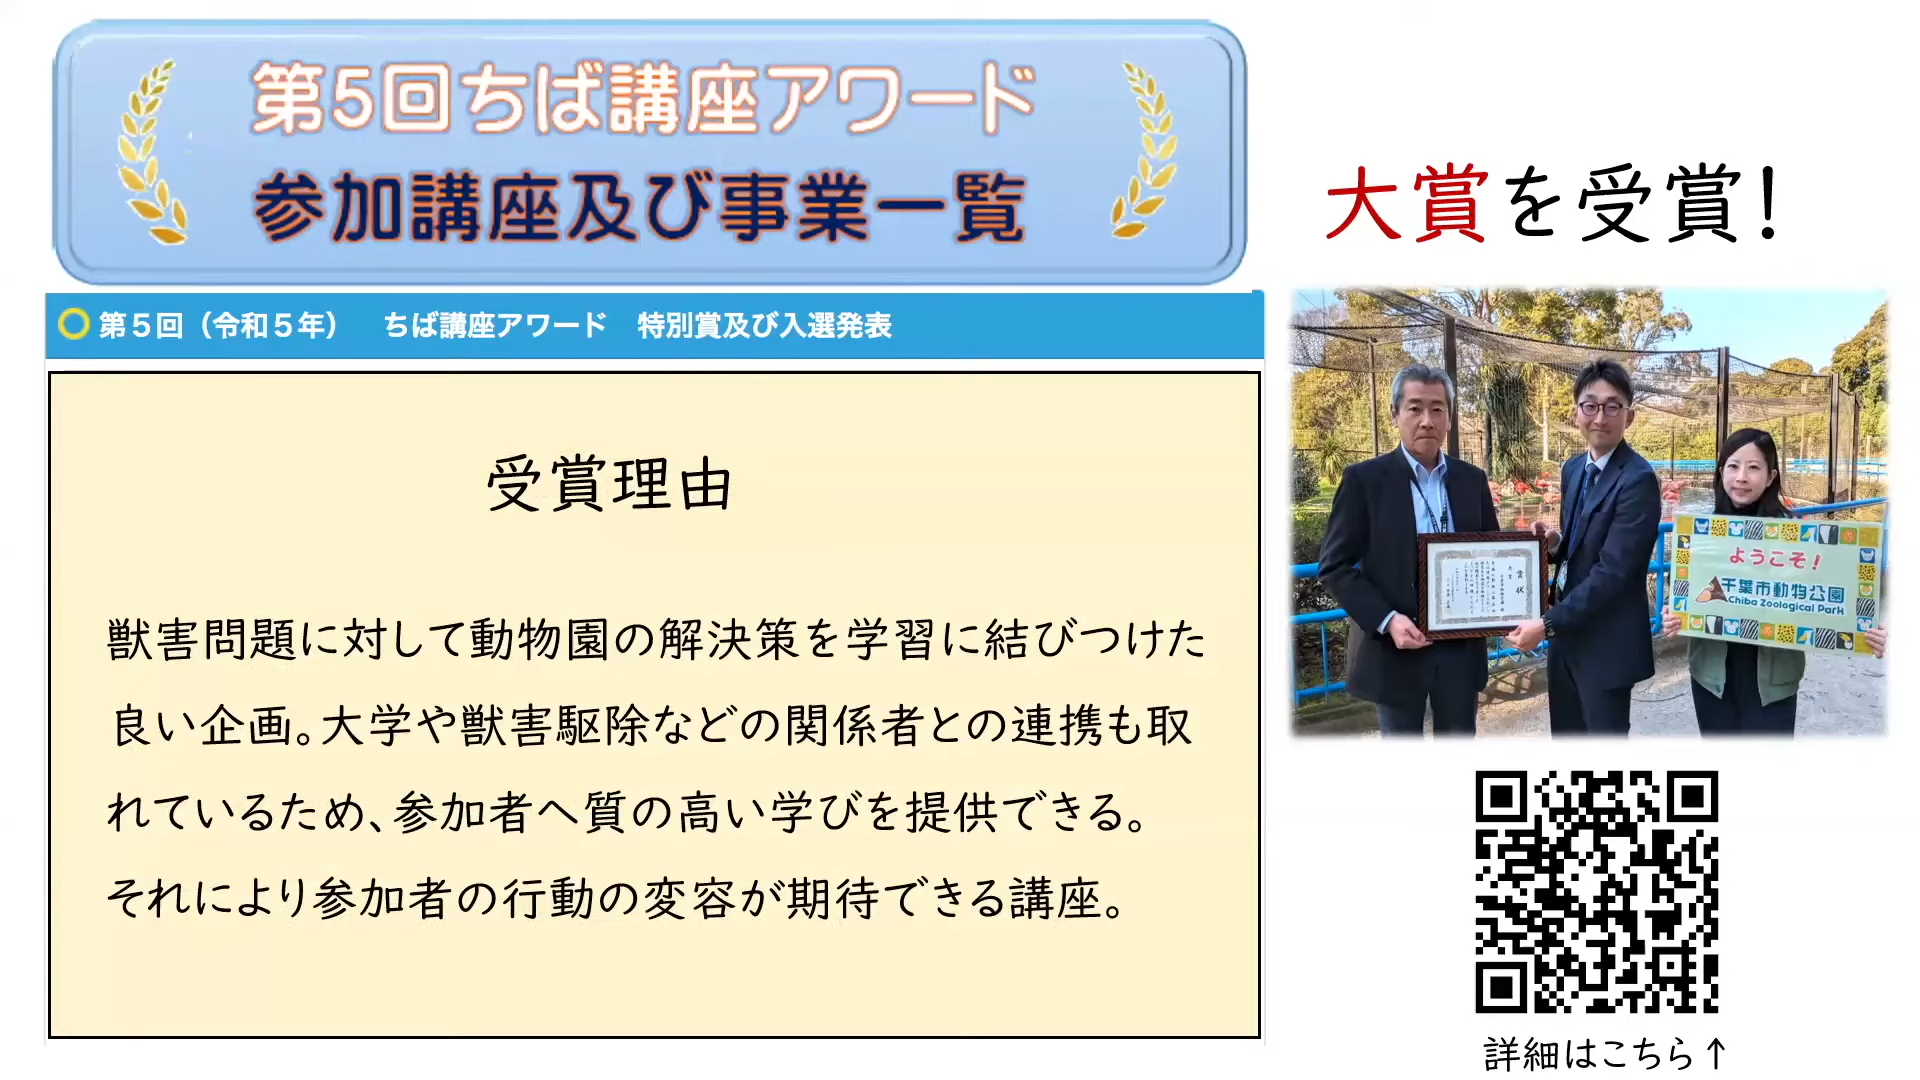 第5回ちば講座アワード
参加講座及び事業一覧
大賞を受賞!
第5回(令和5年) ちば講座アワード 特別賞及び入選発表
受賞理由
獣害問題に対して動物園の解決策を学習に結びつけた
良い企画。大学や獣害駆除などの関係者との連携も取
れているため、参加者へ質の高い学びを提供できる。
それにより参加者の行動の変容が期待できる講座。
賞状
ようこそ!
千葉市動物公園
Chiba Zoological Park
詳細はこちら↑